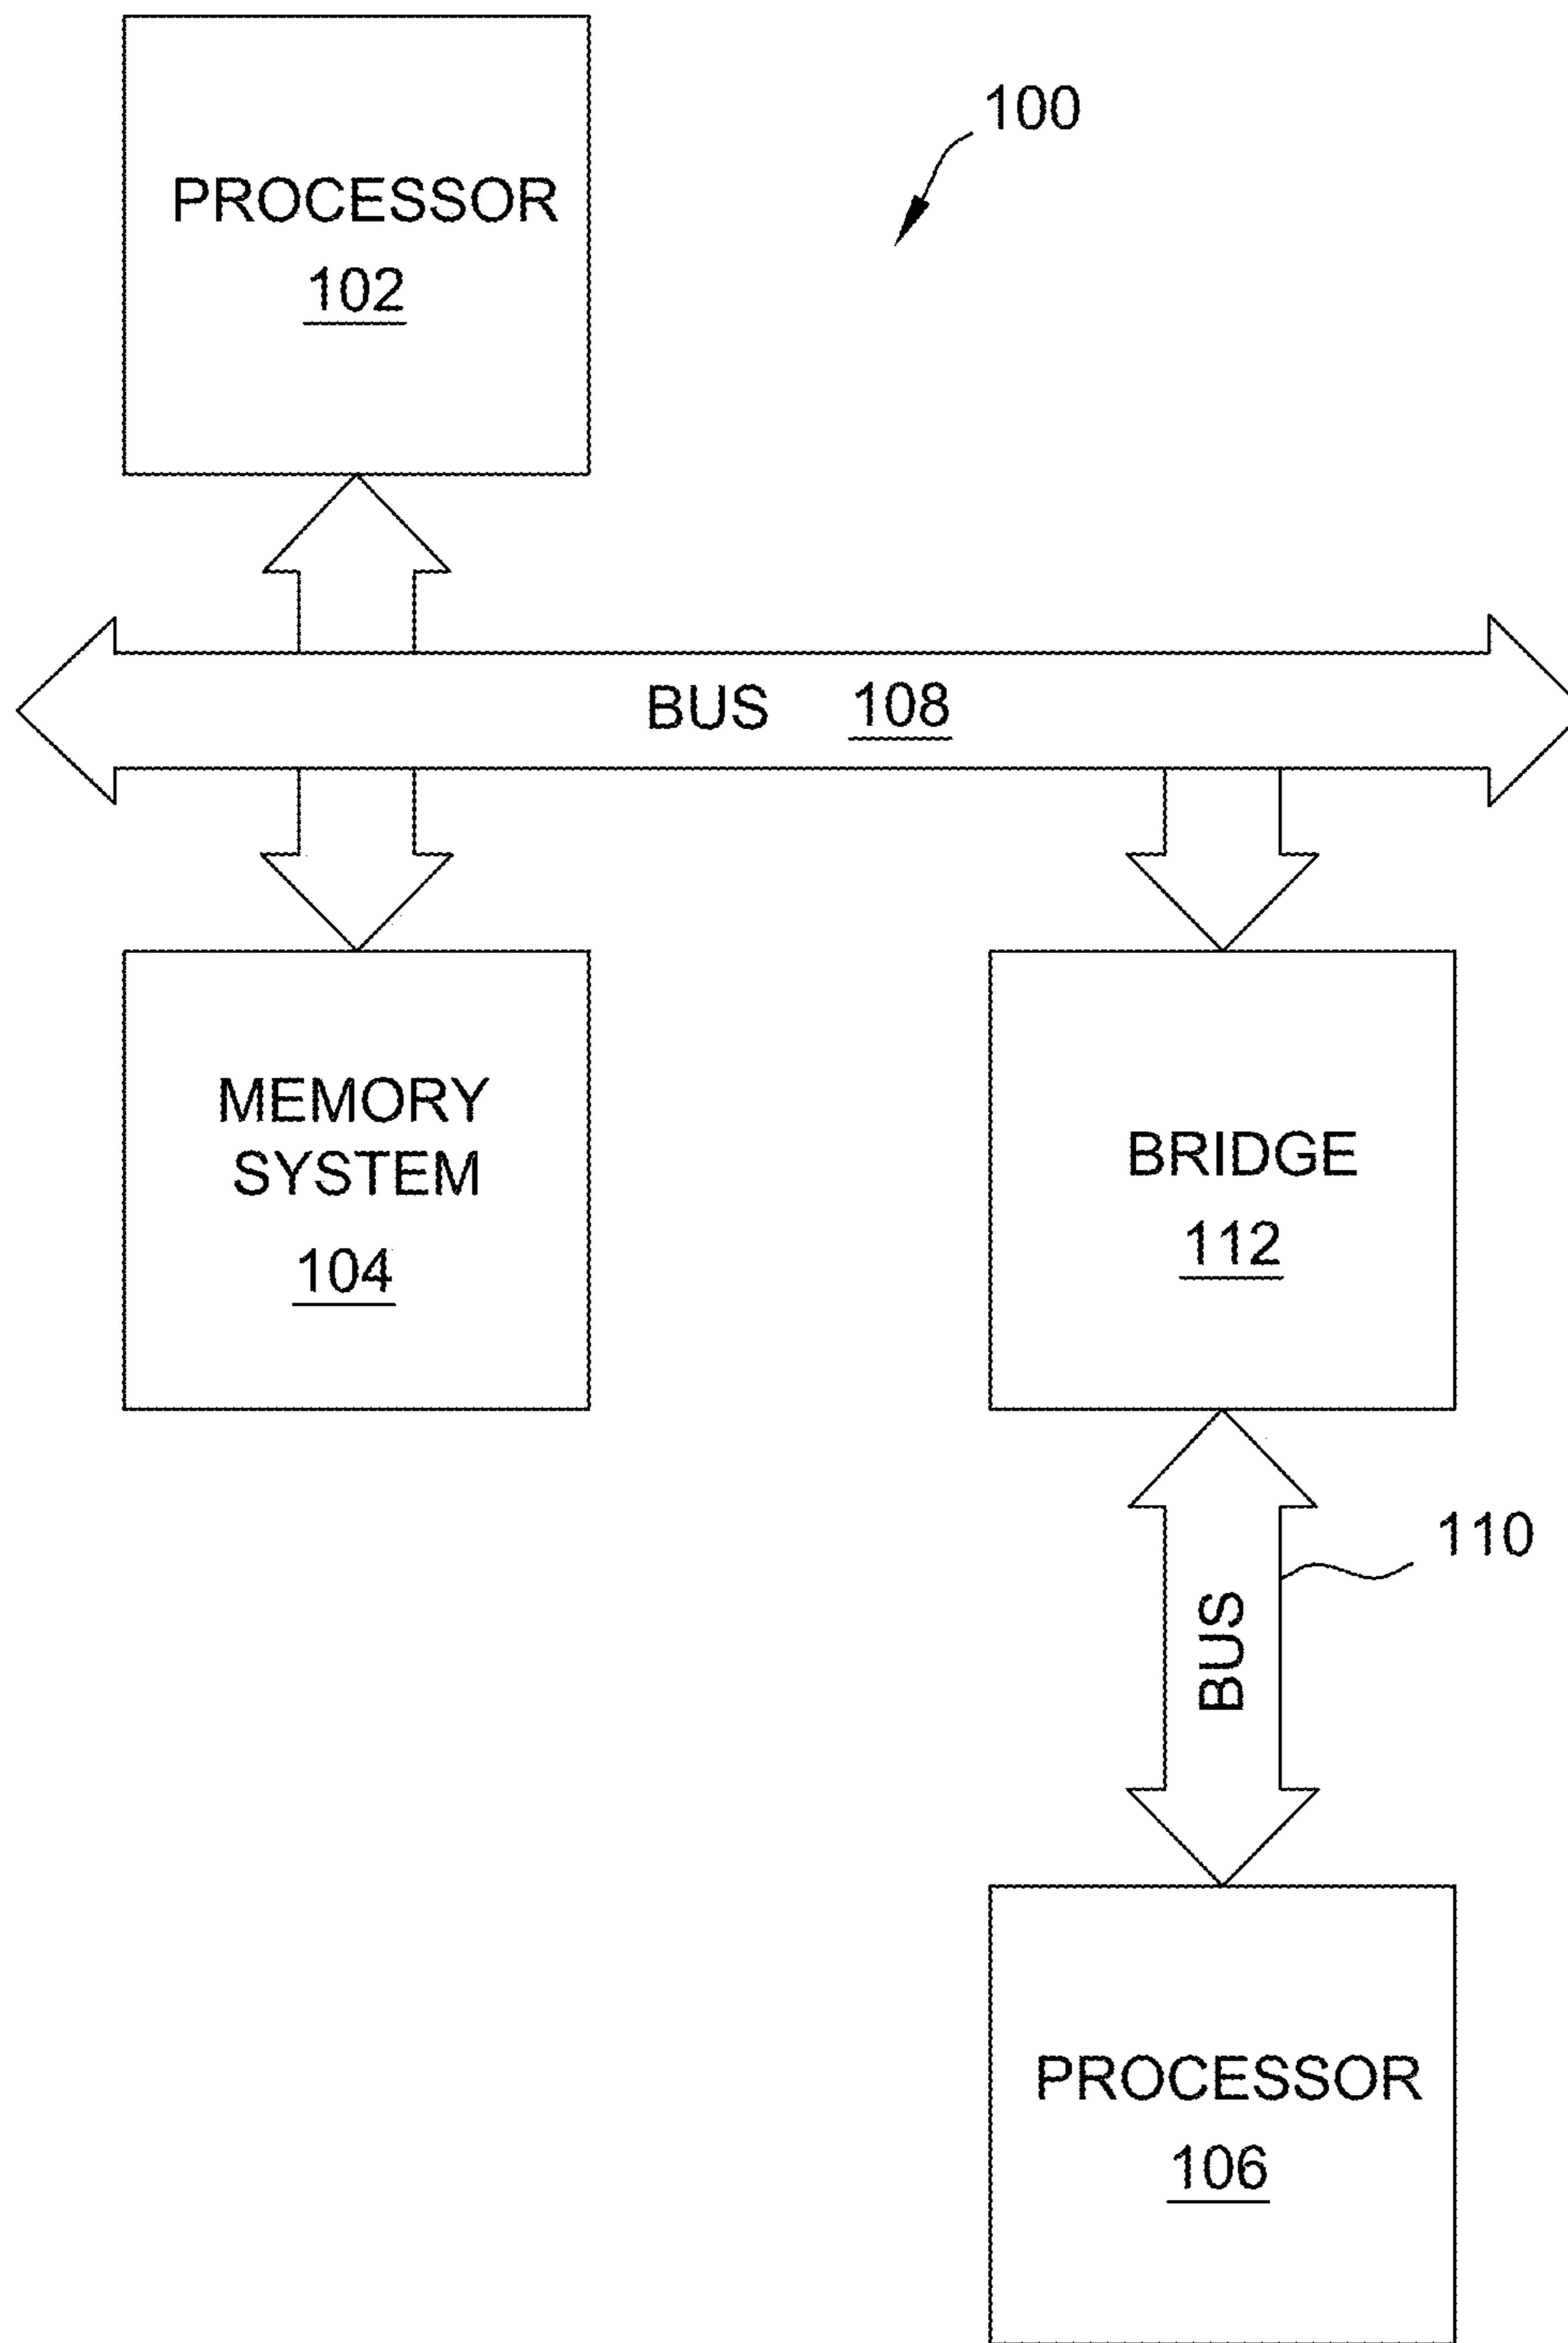 100
PROCESSOR
102
BUS 108
MEMORY
SYSTEM
104
BRIDGE
112
110
BUS
PROCESSOR
106